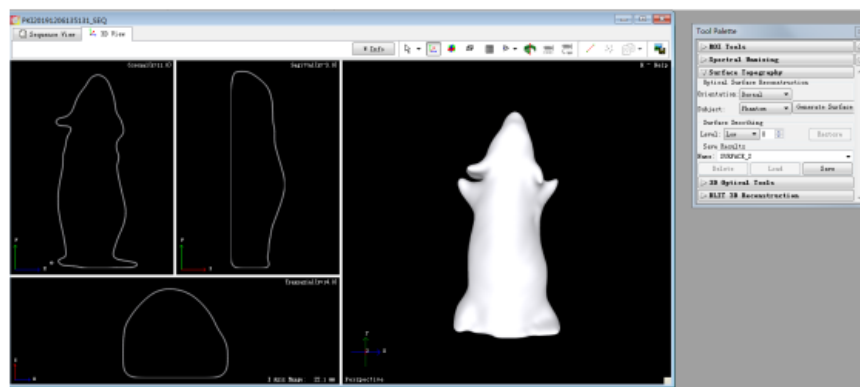 Sequence View
3D View
Info
Help
Perspective
Tool Palette
ROI Tools
Spectral Unmixing
Surface Topography
Optical Surface Reconstruction
Orientation: Dorsal
Subject: Phantom
Generate Surface
Surface Smoothing
Level: Low
Restore
Save Results
Name: SURFACE_2
Delete
Load
Save
3D Optical Tools
DLIT 3D Reconstruction